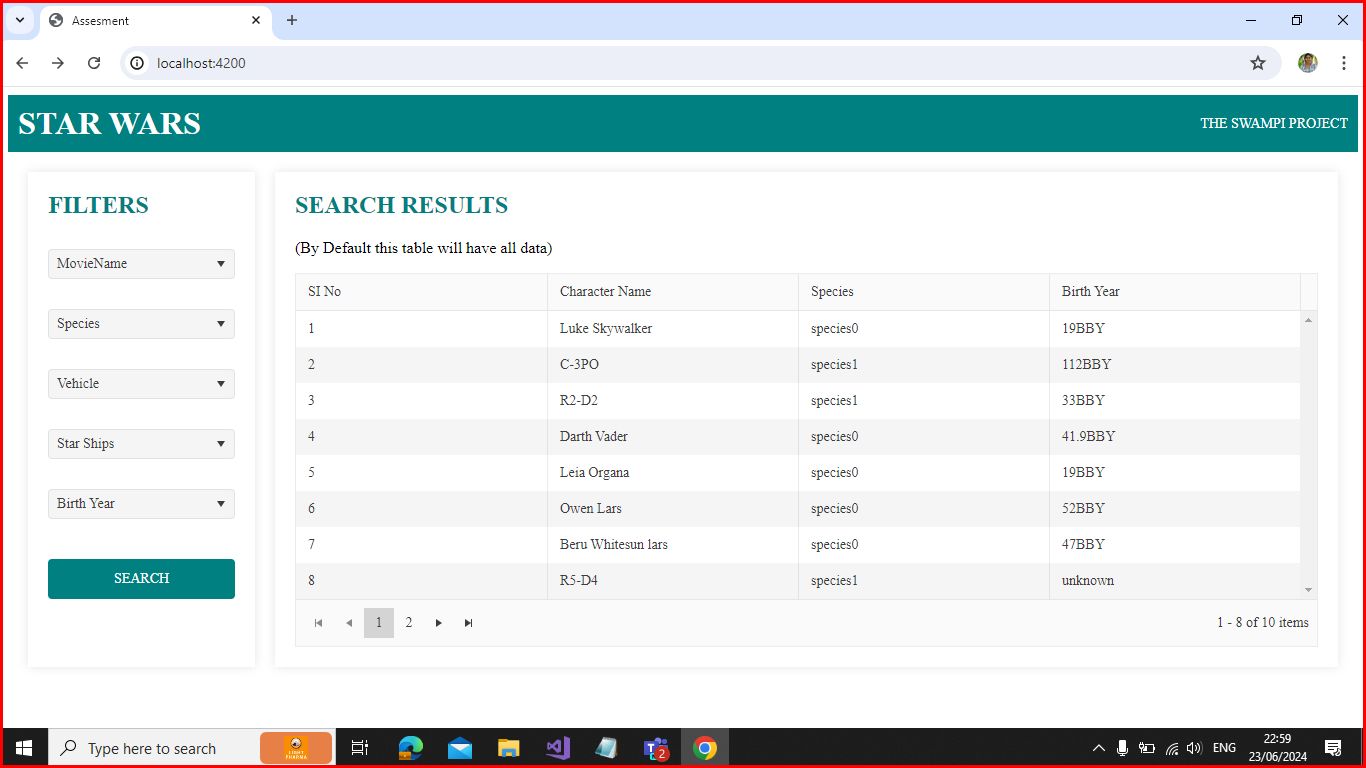 Assesment
localhost:4200
STAR WARS
THE SWAMPI PROJECT
FILTERS
MovieName
Species
Vehicle
Star Ships
Birth Year
SEARCH
SEARCH RESULTS
(By Default this table will have all data)
SI No Character Name Species Birth Year
1 Luke Skywalker species0 19BBY
2 C-3PO species1 112BBY
3 R2-D2 species1 33BBY
4 Darth Vader species0 41.9BBY
5 Leia Organa species0 19BBY
6 Owen Lars species0 52BBY
7 Beru Whitesun lars species0 47BBY
8 R5-D4 species1 unknown
1 2 1 - 8 of 10 items
Type here to search
2
ENG
22:59
23/06/2024